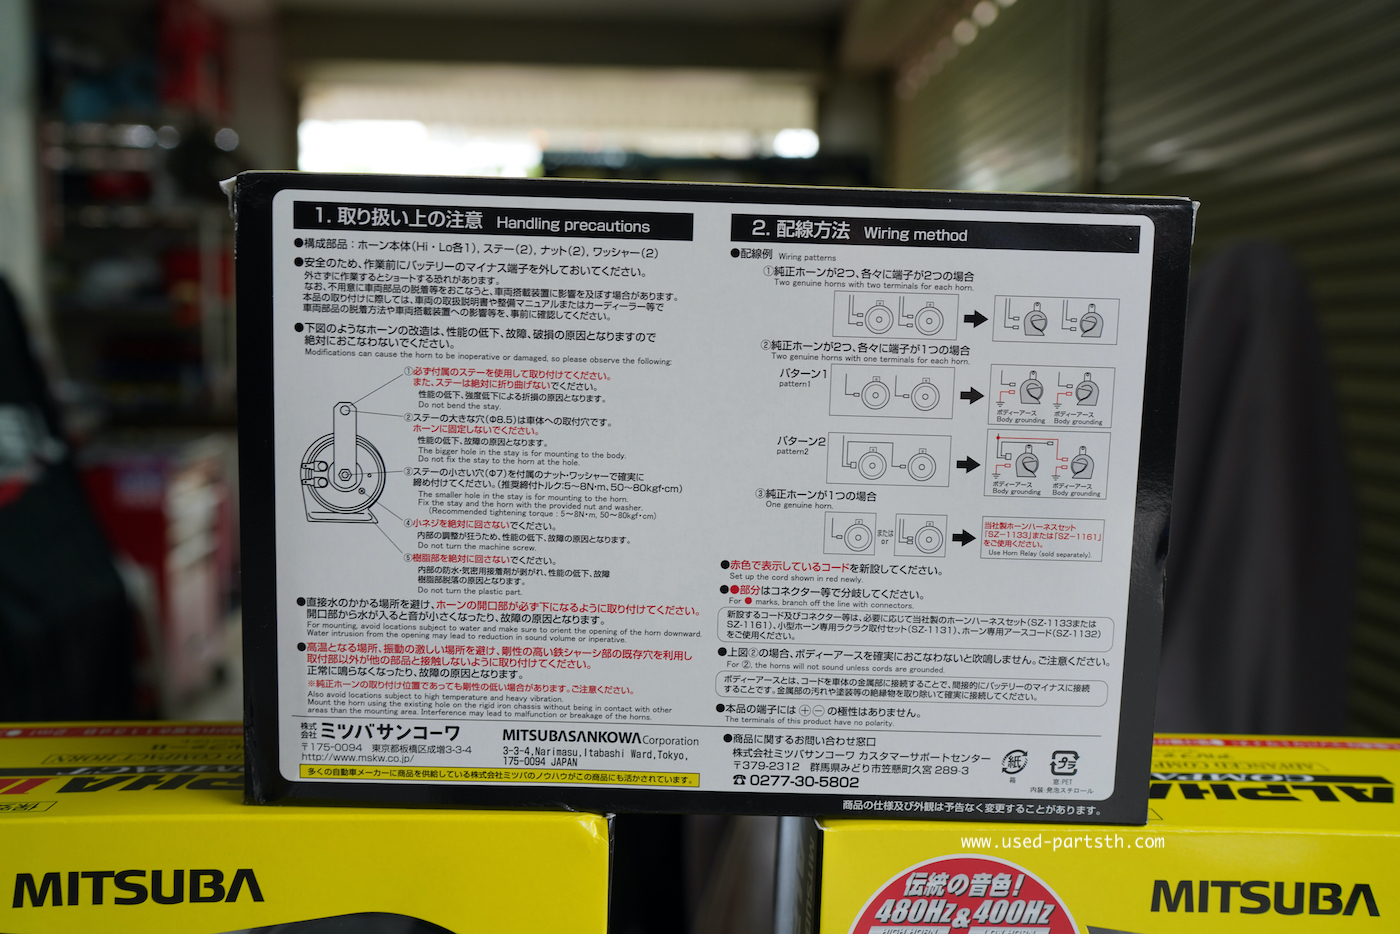 1. 取り扱い上の注意 Handling precautions
●構成部品：ホーン本体(Hi・Lo各1), ステー(2), ナット(2), ワッシャー(2)
●安全のため、作業前にバッテリーのマイナス端子を外しておいてください。
外さずに作業するとショートする恐れがあります。
なお、不用意に車両部品の脱着等をおこなうと、車両搭載装置に影響を及ぼす場合があります。
本品の取り付けに際しては、車両の取扱説明書や整備マニュアルまたはカーディーラー等で
車両部品の脱着方法や車両搭載装置への影響等を、事前に確認してください。
●下図のようなホーンの改造は、性能の低下、故障、破損の原因となりますので
絶対におこなわないでください。
Modifications can cause the horn to be inoperative or damaged, so please observe the following:
①必ず付属のステーを使用して取り付けてください。
また、ステーは絶対に折り曲げないでください。
性能の低下、強度低下による折損の原因となります。
Do not bend the stay.
②ステーの大きな穴(Φ8.5)は車体への取付穴です。
ホーンに固定しないでください。
性能の低下、故障の原因となります。
The bigger hole in the stay is for mounting to the body.
Do not fix the stay to the horn at the hole.
③ステーの小さい穴(Φ7)を付属のナット・ワッシャーで確実に
締め付けてください。(推奨締付トルク:5〜8N・m, 50〜80kgf・cm)
The smaller hole in the stay is for mounting to the horn.
Fix the stay and the horn with the provided nut and washer.
(Recommended tightening torque : 5〜8N・m, 50〜80kgf・cm)
④小ネジを絶対に回さないでください。
内部の調整が狂うため、性能の低下、故障の原因となります。
Do not turn the machine screw.
⑤樹脂部を絶対に回さないでください。
内部の防水・気密用接着剤が剥がれ、性能の低下、故障
樹脂部脱落の原因となります。
Do not turn the plastic part.
●直接水のかかる場所を避け、ホーンの開口部が必ず下になるように取り付けてください。
開口部から水が入ると音が小さくなったり、故障の原因となります。
For mounting, avoid locations subject to water and make sure to orient the opening of the horn downward.
Water intrusion from the opening may lead to reduction in sound volume or inperative.
●高温となる場所、振動の激しい場所を避け、剛性の高い鉄シャーシ部の既存穴を利用し
取付部以外が他の部品と接触しないように取り付けてください。
正常に鳴らなくなったり、故障の原因となります。
※純正ホーンの取り付け位置であっても剛性の低い場合があります。ご注意ください。
Also avoid locations subject to high temperature and heavy vibration.
Mount the horn using the existing hole on the rigid iron chassis without being in contact with other
areas than the mounting area. Interference may lead to malfunction or breakage of the horns.
株式会社 ミツバサンコーワ
〒175-0094 東京都板橋区成増3-3-4
http://www.mskw.co.jp/
MITSUBASANKOWA Corporation
3-3-4,Narimasu,Itabashi Ward,Tokyo,
175-0094 JAPAN
多くの自動車メーカーに商品を供給している株式会社ミツバのノウハウがこの商品にも活かされています。
2. 配線方法 Wiring method
●配線例 Wiring patterns
①純正ホーンが2つ、各々に端子が2つの場合
Two genuine horns with two terminals for each horn.
②純正ホーンが2つ、各々に端子が1つの場合
Two genuine horns with one terminals for each horn.
パターン1
pattern1
ボディーアース
Body grounding
ボディーアース
Body grounding
パターン2
pattern2
ボディーアース
Body grounding
ボディーアース
Body grounding
③純正ホーンが1つの場合
One genuine horn.
または
or
当社製ホーンハーネスセット
「SZ-1133」または「SZ-1161」
をご使用ください。
Use Horn Relay (sold separately).
●赤色で表示しているコードを新設してください。
Set up the cord shown in red newly.
●●部分はコネクター等で分岐してください。
For ● marks, branch off the line with connectors.
新設するコード及びコネクター等は、必要に応じて当社製のホーンハーネスセット(SZ-1133または
SZ-1161)、小型ホーン専用ラクラク取付セット(SZ-1131)、ホーン専用アースコード(SZ-1132)
をご使用ください。
●上図②の場合、ボディーアースを確実におこなわないと吹鳴しません。ご注意ください。
For ②, the horns will not sound unless cords are grounded.
ボディーアースとは、コードを車体の金属部に接続することで、間接的にバッテリーのマイナスに接続
することです。金属部の汚れや塗装等の絶縁物を取り除いて確実に接続してください。
●本品の端子には⊕⊖の極性はありません。
The terminals of this product have no polarity.
●商品に関するお問い合わせ窓口
株式会社ミツバサンコーワ カスタマーサポートセンター
〒379-2312 群馬県みどり市笠懸町久宮 289-3
☎0277-30-5802
紙
箱
プラ
窓:PET
内装:発泡スチロール
商品の仕様及び外観は予告なく変更することがあります。
www.used-partsth.com
ADVANCED COMPACT HORN
ALPHA
COMPACT
MITSUBA
伝統の音色!
480Hz&400Hz
MITSUBA